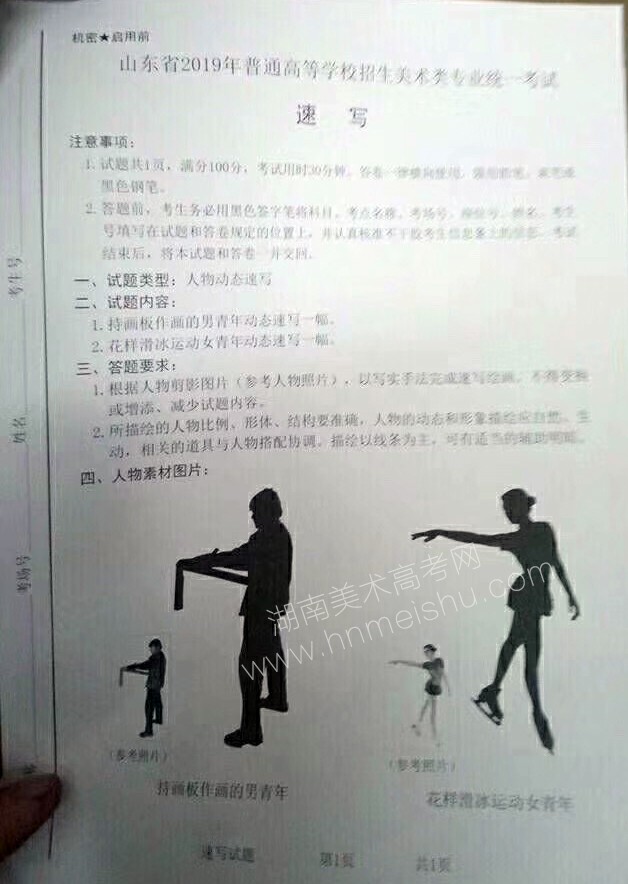 机密★启用前
山东省2019年普通高等学校招生美术类专业统一考试
速 写
注意事项：
1. 试题共1页，满分100分，考试用时30分钟。答卷一律横向使用，限用铅笔、炭笔或
黑色钢笔。
2. 答题前，考生务必用黑色签字笔将科目、考点名称、考场号、座位号、姓名、考生
号填写在试题和答卷规定的位置上，并认真核准不干胶考生信息条上的信息。考试
结束后，将本试题和答卷一并交回。
一、试题类型：人物动态速写
二、试题内容：
1. 持画板作画的男青年动态速写一幅。
2. 花样滑冰运动女青年动态速写一幅。
三、答题要求：
1. 根据人物剪影图片（参考人物照片），以写实手法完成速写绘画。不得变换
或增添、减少试题内容。
2. 所描绘的人物比例、形体、结构要准确，人物的动态和形象描绘应自然、生
动，相关的道具与人物搭配协调。描绘以线条为主，可有适当的辅助明暗。
四、人物素材图片：
湖南美术高考网
www.hnmeishu.com
（参考照片）
（参考照片）
持画板作画的男青年
花样滑冰运动女青年
速写试题 第1页 共1页
考生号
姓名
考场号